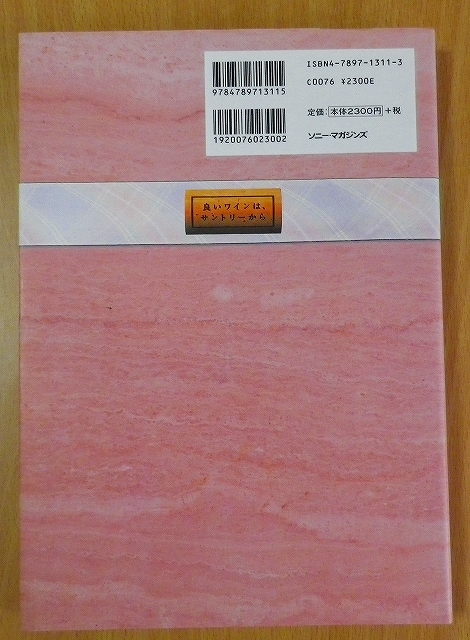 ISBN4-7897-1311-3
C0076 ¥2300E
9784789713115
定価: 本体2300円 +税
1920076023002
ソニー・マガジンズ
良いワインは、
サントリーから